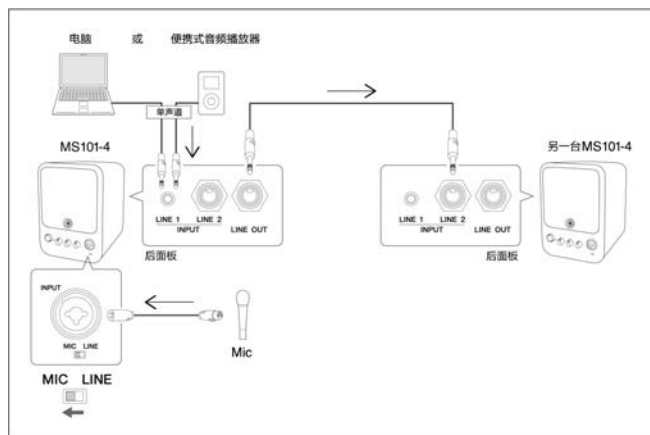 电脑 或 便携式音频播放器
单声道
MS101-4
另一台MS101-4
LINE 1 LINE 2
INPUT LINE OUT
后面板
LINE 1 LINE 2
INPUT LINE OUT
后面板
INPUT
MIC LINE
Mic
MIC LINE